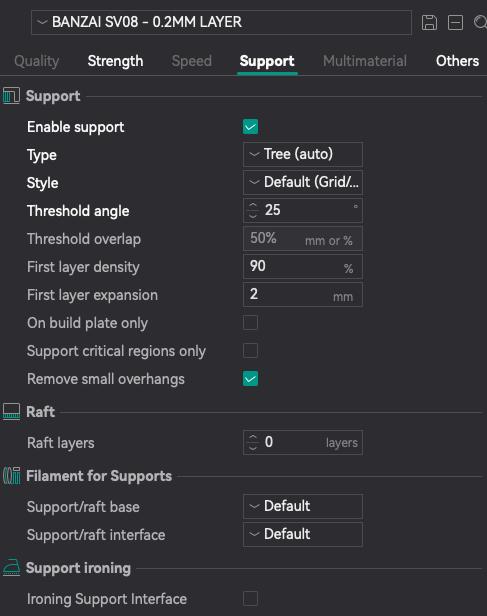 BANZAI SV08 - 0.2MM LAYER
Quality Strength Speed Support Multimaterial Others
Support
Enable support
Type Tree (auto)
Style Default (Grid/...
Threshold angle 25 °
Threshold overlap 50% mm or %
First layer density 90 %
First layer expansion 2 mm
On build plate only
Support critical regions only
Remove small overhangs
Raft
Raft layers 0 layers
Filament for Supports
Support/raft base Default
Support/raft interface Default
Support ironing
Ironing Support Interface